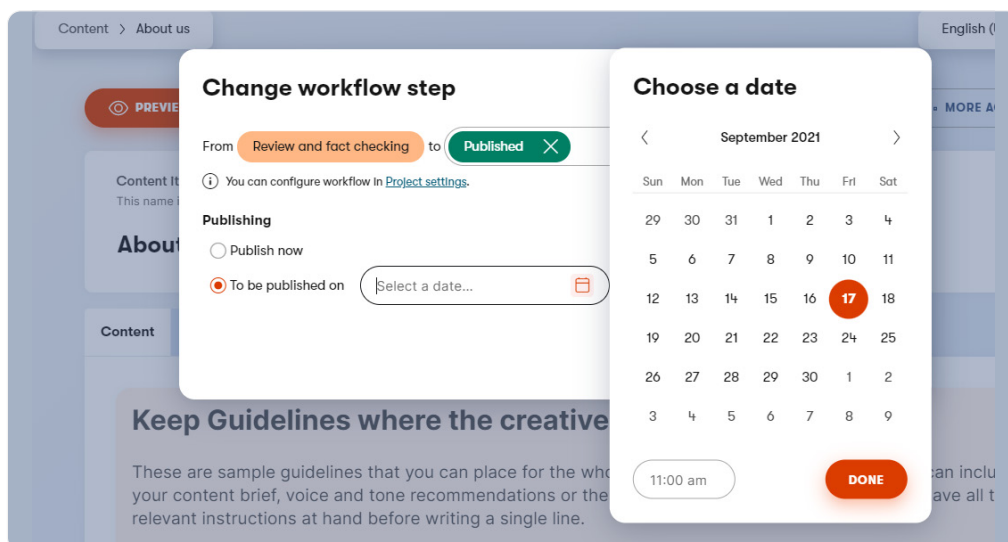 Content > About us
English (
PREVIE
MORE A
Content It
This name i
About
Content
Change workflow step
From Review and fact checking to Published
You can configure workflow in Project settings.
Publishing
Publish now
To be published on Select a date...
Choose a date
September 2021
Sun Mon Tue Wed Thu Fri Sat
29 30 31 1 2 3 4
5 6 7 8 9 10 11
12 13 14 15 16 17 18
19 20 21 22 23 24 25
26 27 28 29 30 1 2
3 4 5 6 7 8 9
11:00 am DONE
Keep Guidelines where the creative
These are sample guidelines that you can place for the who can inclu
your content brief, voice and tone recommendations or the ave all t
relevant instructions at hand before writing a single line.